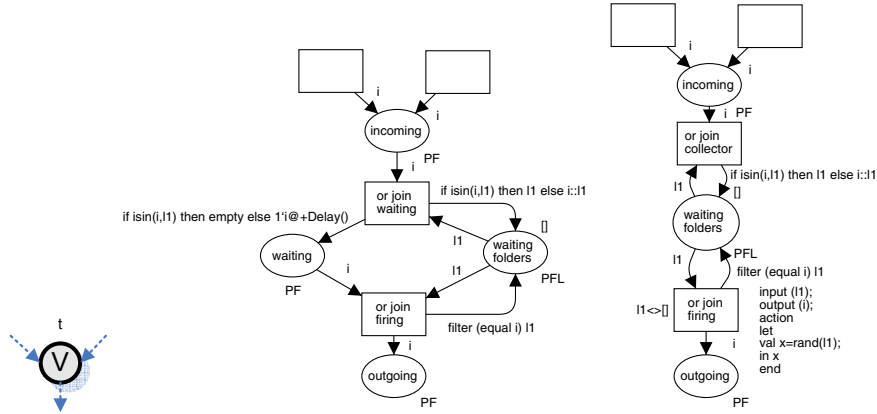 t
V
i
i
incoming
PF
i
or join
waiting
if isin(i,l1) then l1 else i::l1
if isin(i,l1) then empty else 1'i@+Delay()
[]
waiting
PF
l1
l1
waiting
folders
PFL
i
or join
firing
filter (equal i) l1
i
outgoing
PF
i
i
incoming
i
PF
or join
collector
if isin(i,l1) then l1 else i::l1
l1
[]
waiting
folders
PFL
l1
filter (equal i) l1
l1<>[]
or join
firing
input (l1);
output (i);
action
let
val x=rand(l1);
in x
end
i
outgoing
PF